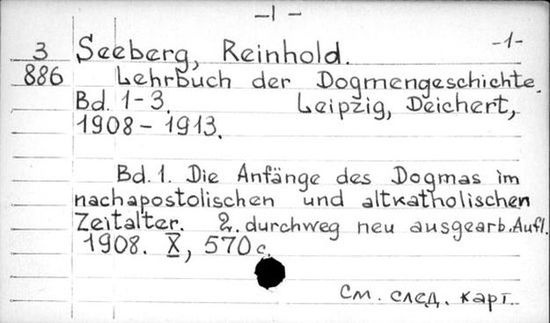 -1-
3 Seeberg, Reinhold. -1-
886 Lehrbuch der Dogmengeschichte.
Bd. 1-3. Leipzig, Deichert,
1908-1913.
Bd. 1. Die Anfänge des Dogmas im
nachapostolischen und altkatholischen
Zeitalter. 2. durchweg neu ausgearb. Aufl.
1908. X, 570 с.
См. след. карт.